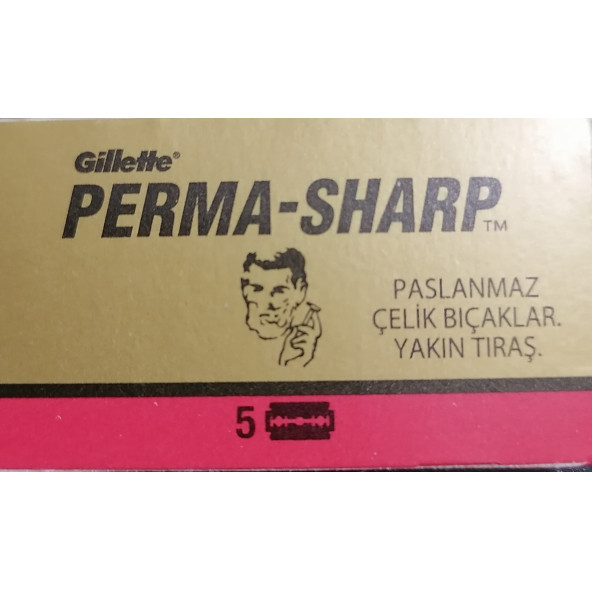 Gillette®
PERMA-SHARP™
PASLANMAZ
ÇELİK BIÇAKLAR.
YAKIN TIRAŞ.
5